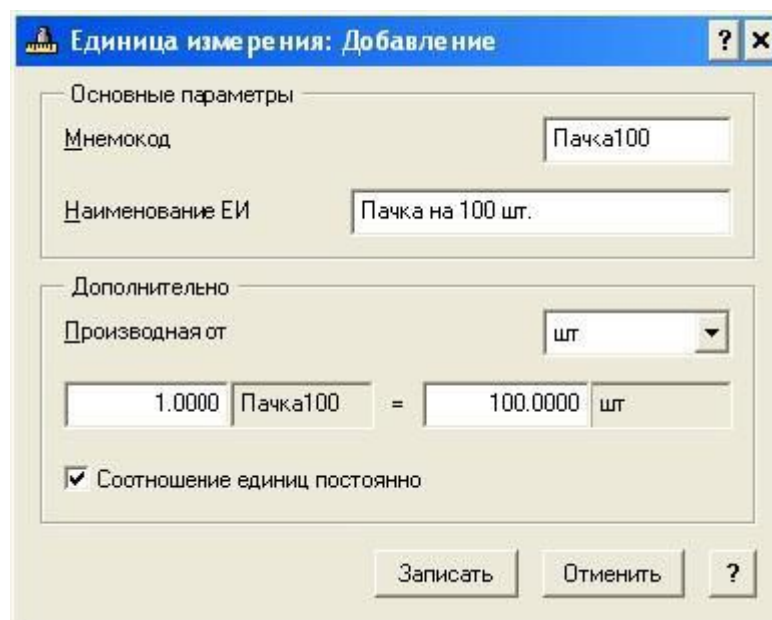 Единица измерения: Добавление ? ×
Основные параметры
Мнемокод Пачка100
Наименование ЕИ Пачка на 100 шт.
Дополнительно
Производная от шт
1.0000 Пачка100 = 100.0000 шт
Соотношение единиц постоянно
Записать Отменить ?